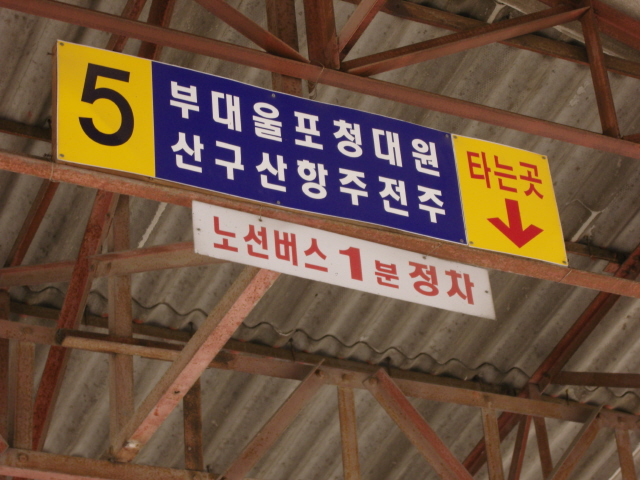 5
부대울포청대원
산구산항주전주
타는곳
노선버스 1분 정차